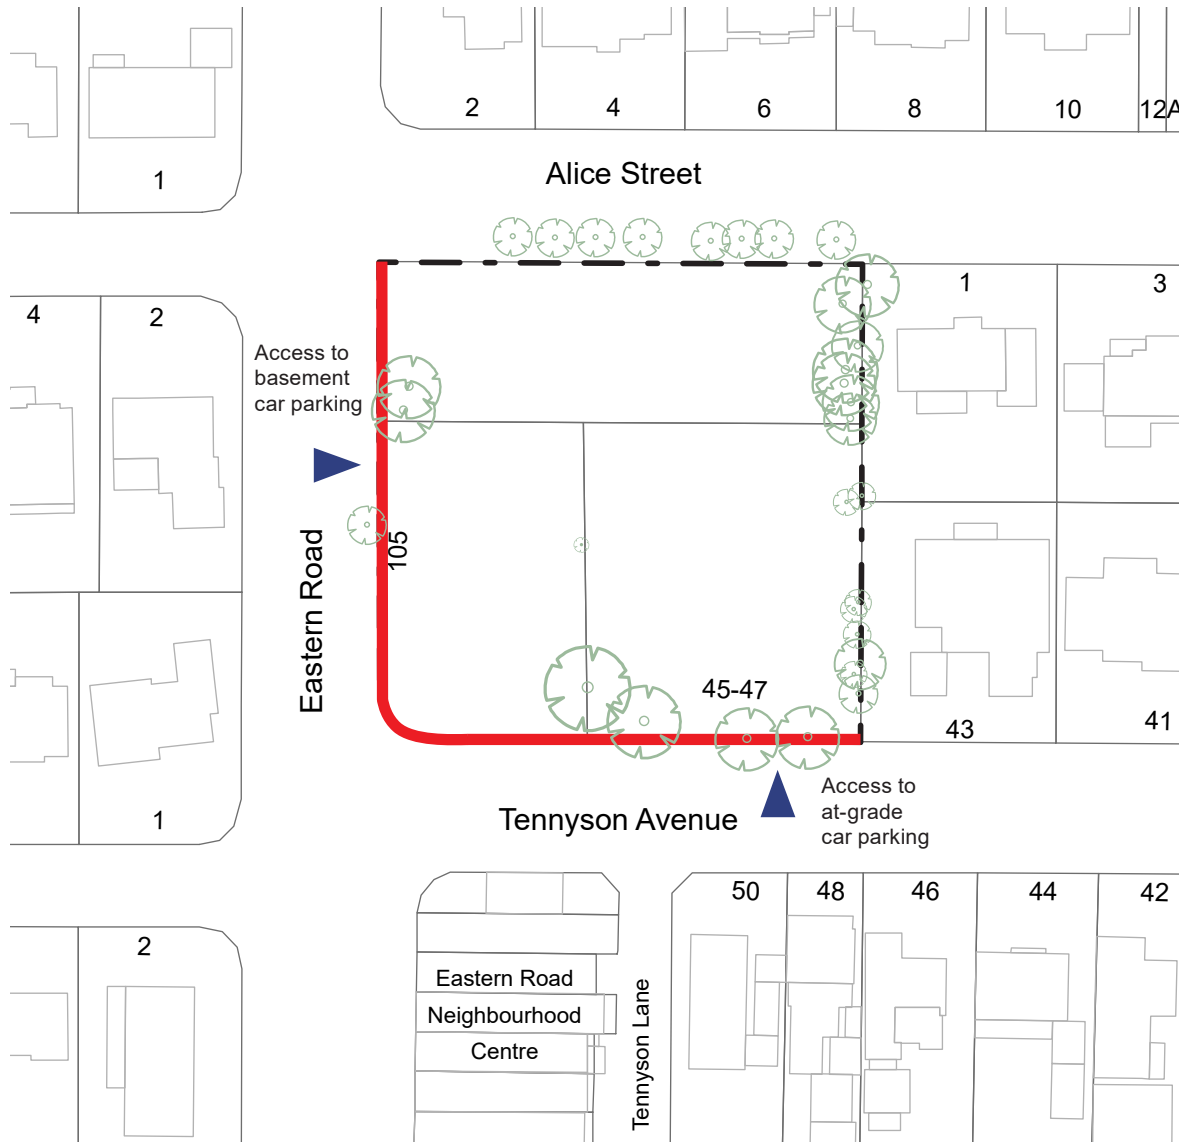 2
4
6
8
10
12A
1
Alice Street
4
2
1
3
Access to
basement
car parking
Eastern Road
105
45-47
43
41
1
Tennyson Avenue
Access to
at-grade
car parking
50
48
46
44
42
2
Eastern Road
Neighbourhood
Centre
Tennyson Lane